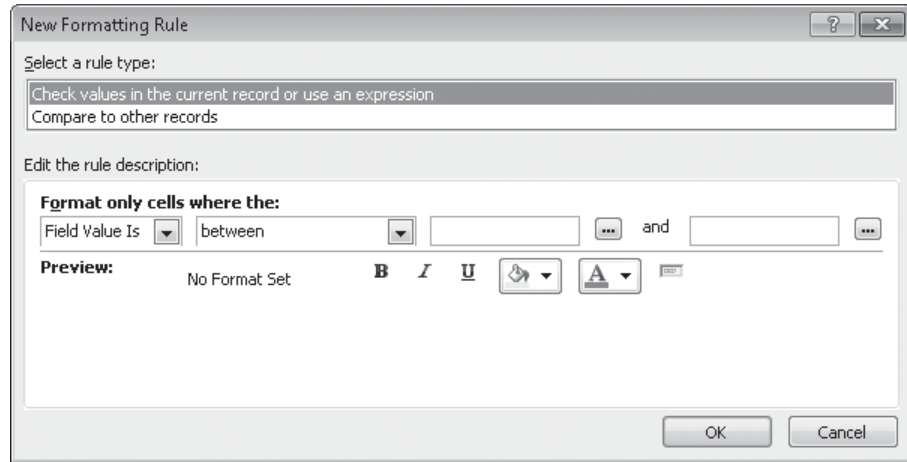 New Formatting Rule
Select a rule type:
Check values in the current record or use an expression
Compare to other records
Edit the rule description:
Format only cells where the:
Field Value Is between and
Preview: No Format Set B I U A
OK Cancel